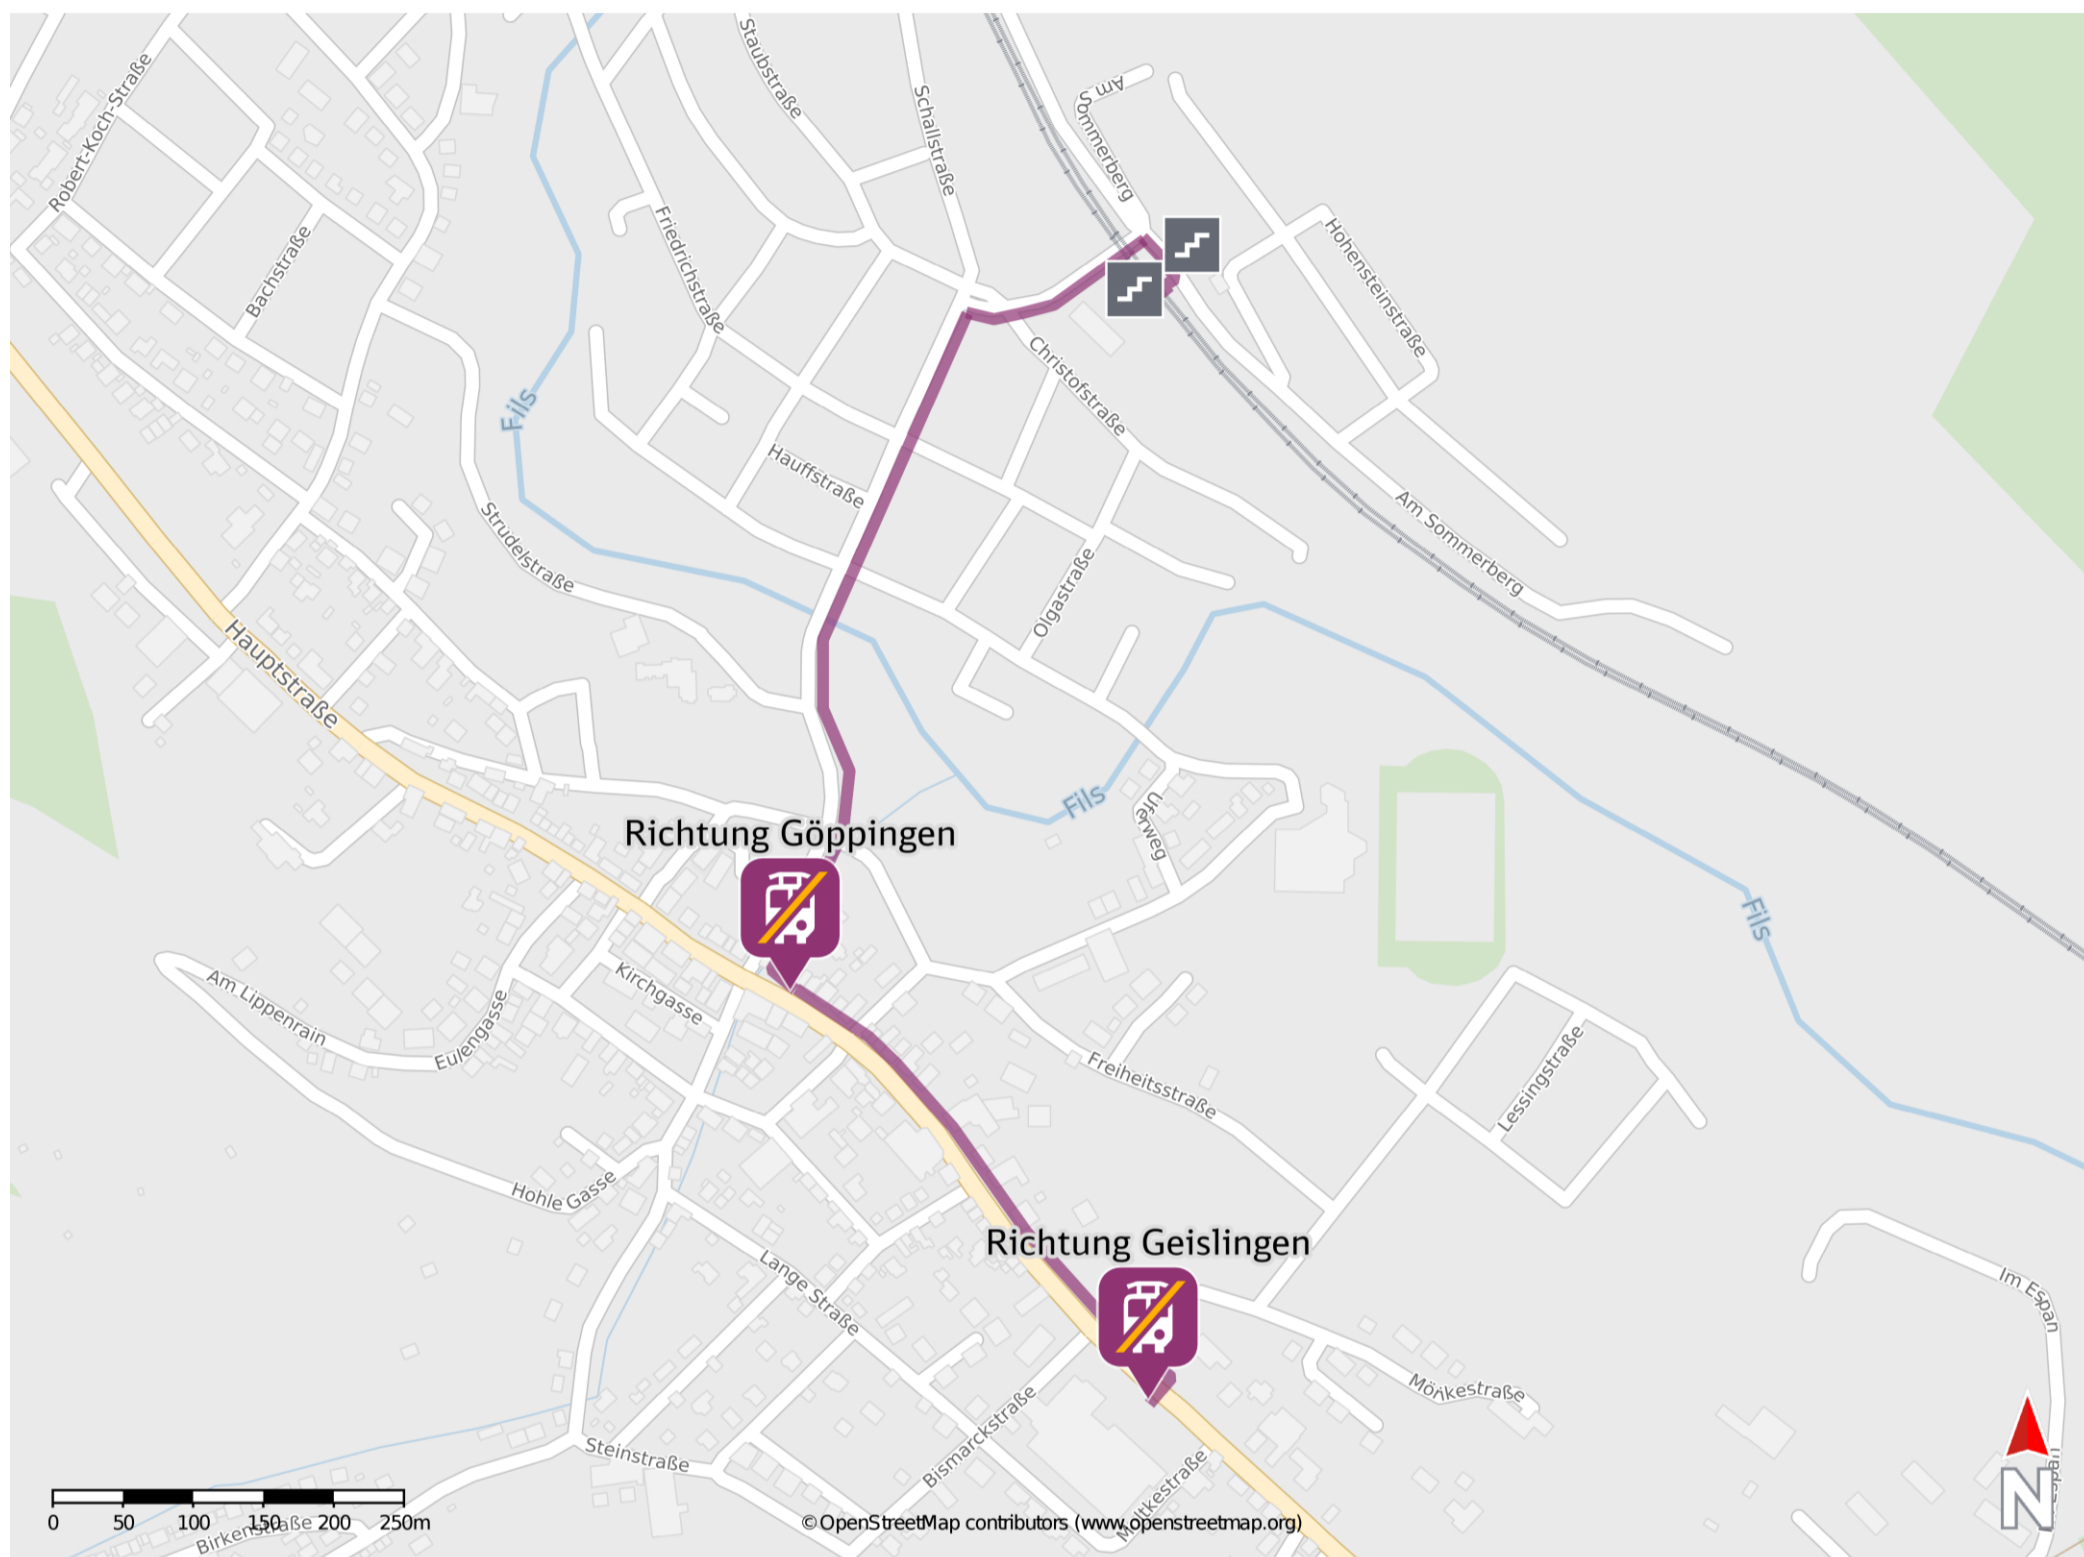 Staubstraße
Schallstraße
Am Sommerberg
Robert-Koch-Straße
Bachstraße
Friedrichstraße
Hohensteinstraße
Christofstraße
Fils
Hauffstraße
Strudelstraße
Am Sommerberg
Olgastraße
Hauptstraße
Fils
Uferweg
Richtung Göppingen
Fils
Kirchgasse
Am Lippenrain
Eulengasse
Freiheitsstraße
Lessingstraße
Hohle Gasse
Richtung Geislingen
Lange Straße
Im Espan
Mönkestraße
Bismarckstraße
Steinstraße
Moltkestraße
N
0 50 100 150 200 250m
Birkenstraße
© OpenStreetMap contributors (www.openstreetmap.org)